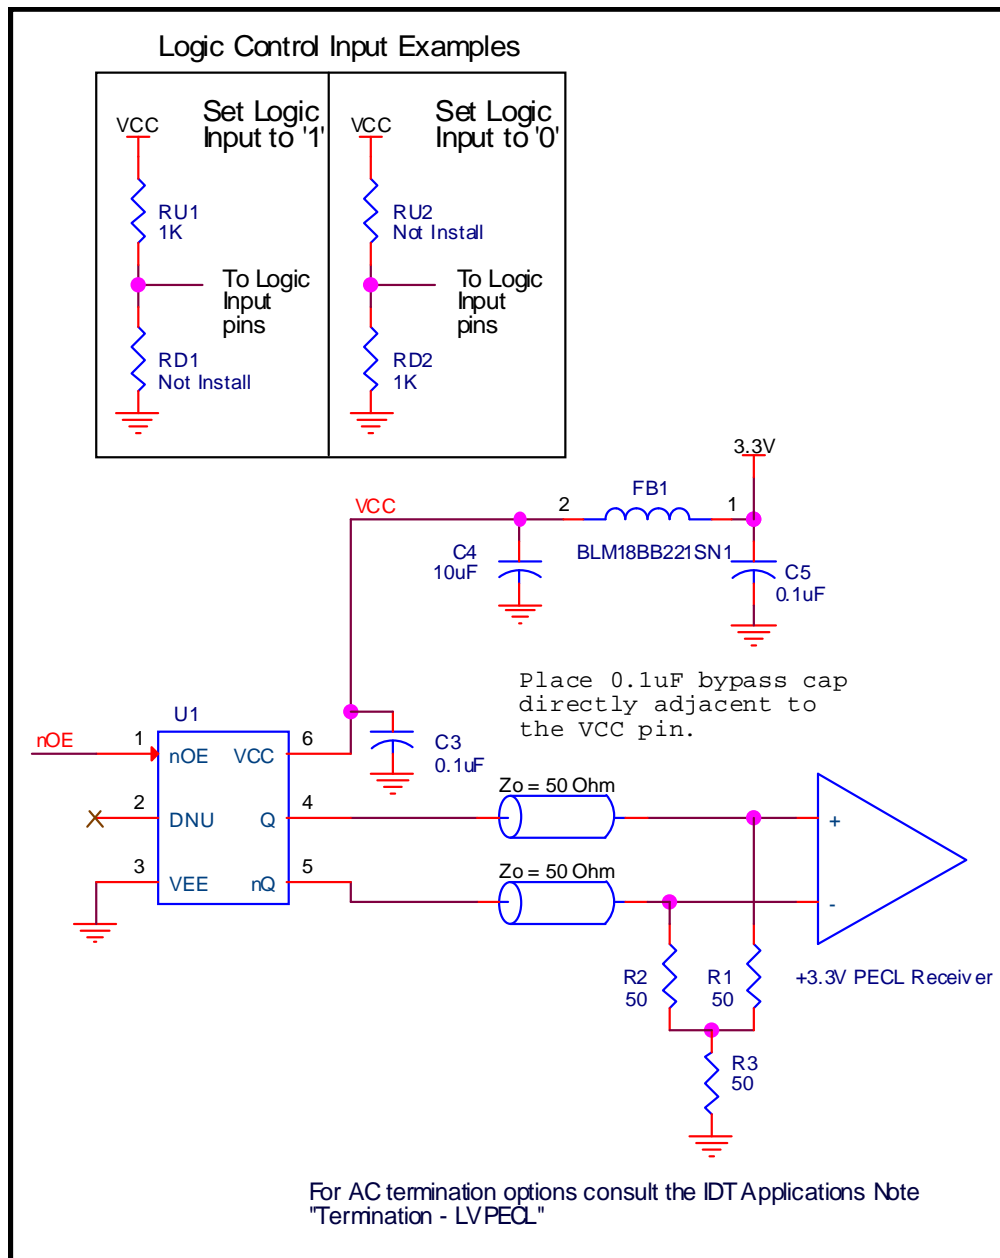 Logic Control Input Examples
Set Logic
Input to '1'
VCC
RU1
1K
To Logic
Input
pins
RD1
Not Install
Set Logic
Input to '0'
VCC
RU2
Not Install
To Logic
Input
pins
RD2
1K
3.3V
VCC
2
FB1
1
BLM18BB221SN1
C4
10uF
C5
0.1uF
Place 0.1uF bypass cap
directly adjacent to
the VCC pin.
U1
nOE
1
nOE
VCC
6
C3
0.1uF
2
DNU
Q
4
Zo = 50 Ohm
+
3
VEE
nQ
5
Zo = 50 Ohm
-
R2
50
R1
50
+3.3V PECL Receiver
R3
50
For AC termination options consult the IDT Applications Note
"Termination - LVPECL"